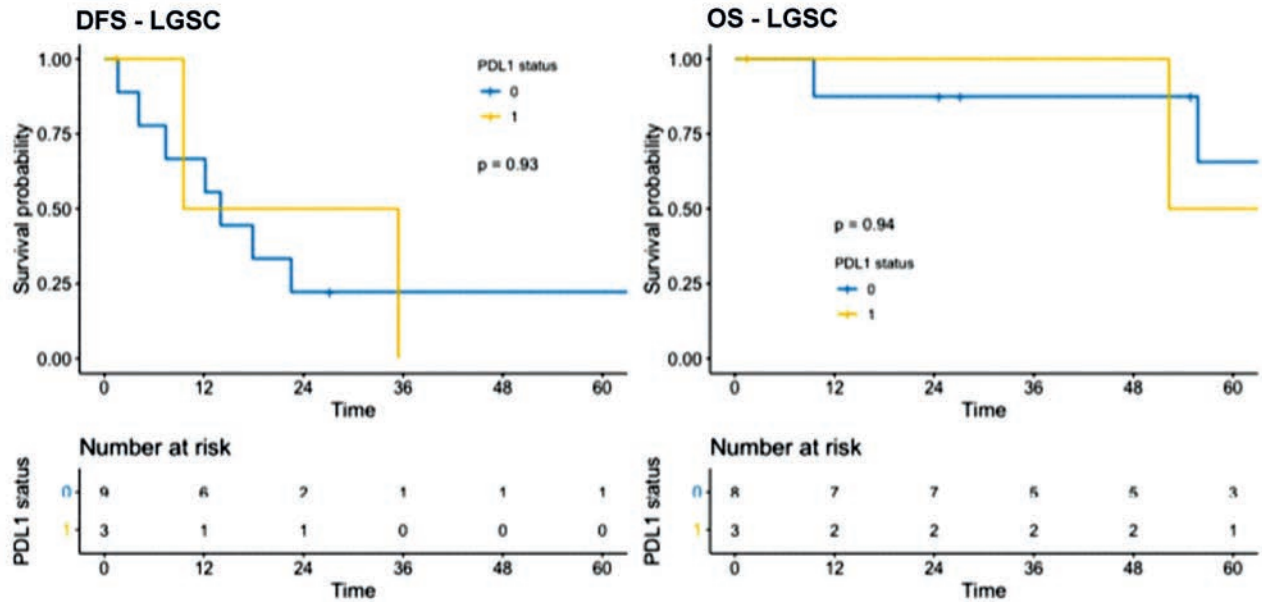 DFS - LGSC
Survival probability
1.00
0.75
0.50
0.25
0.00
PDL1 status
0
1
p = 0.93
0 12 24 36 48 60
Time
Number at risk
PDL1 status
0 9 6 2 1 1 1
1 3 1 1 0 0 0
0 12 24 36 48 60
Time
OS - LGSC
Survival probability
1.00
0.75
0.50
0.25
0.00
p = 0.94
PDL1 status
0
1
0 12 24 36 48 60
Time
Number at risk
PDL1 status
0 8 7 7 5 5 3
1 3 2 2 2 2 1
0 12 24 36 48 60
Time